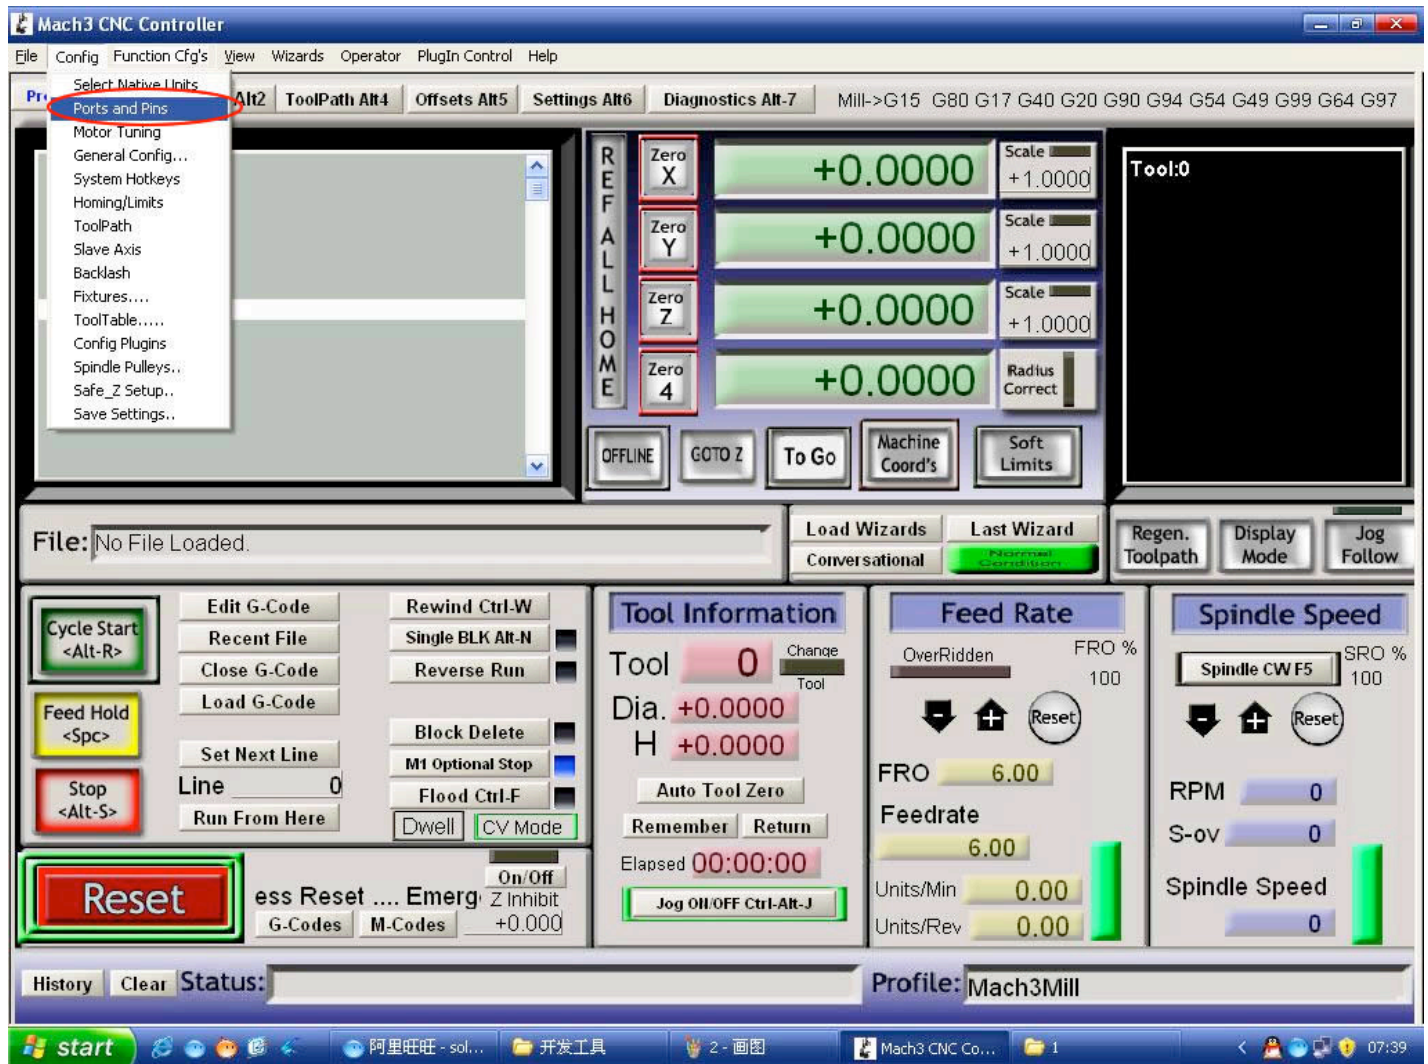 Mach3 CNC Controller
File Config Function Cfg's View Wizards Operator PlugIn Control Help
Select Native Units
Ports and Pins
Motor Tuning
General Config...
System Hotkeys
Homing/Limits
ToolPath
Slave Axis
Backlash
Fixtures....
ToolTable.....
Config Plugins
Spindle Pulleys..
Safe_Z Setup..
Save Settings..
Alt2 ToolPath Alt4 Offsets Alt5 Settings Alt6 Diagnostics Alt-7 Mill->G15 G80 G17 G40 G20 G90 G94 G54 G49 G99 G64 G97
REF ALL HOME
Zero X +0.0000 Scale +1.0000
Zero Y +0.0000 Scale +1.0000
Zero Z +0.0000 Scale +1.0000
Zero 4 +0.0000 Radius Correct
OFFLINE GOTO Z To Go Machine Coord's Soft Limits
Tool:0
File: No File Loaded.
Load Wizards Last Wizard
Conversational Normal Condition
Regen. Toolpath Display Mode Jog Follow
Cycle Start <Alt-R>
Feed Hold <Spc>
Stop <Alt-S>
Edit G-Code
Recent File
Close G-Code
Load G-Code
Set Next Line
Line 0
Run From Here
Rewind Ctrl-W
Single BLK Alt-N
Reverse Run
Block Delete
M1 Optional Stop
Flood Ctrl-F
Dwell CV Mode
Reset
ess Reset .... Emerg
G-Codes M-Codes
On/Off
Z Inhibit
+0.000
Tool Information
Tool 0 Change Tool
Dia. +0.0000
H +0.0000
Auto Tool Zero
Remember Return
Elapsed 00:00:00
Jog ON/OFF Ctrl-Alt-J
Feed Rate
OverRidden FRO % 100
Reset
FRO 6.00
Feedrate
6.00
Units/Min 0.00
Units/Rev 0.00
Spindle Speed
Spindle CW F5 SRO % 100
Reset
RPM 0
S-ov 0
Spindle Speed
0
History Clear Status:
Profile: Mach3Mill
start 阿里旺旺 - sol... 开发工具 2 - 画图 Mach3 CNC Co... 1 07:39